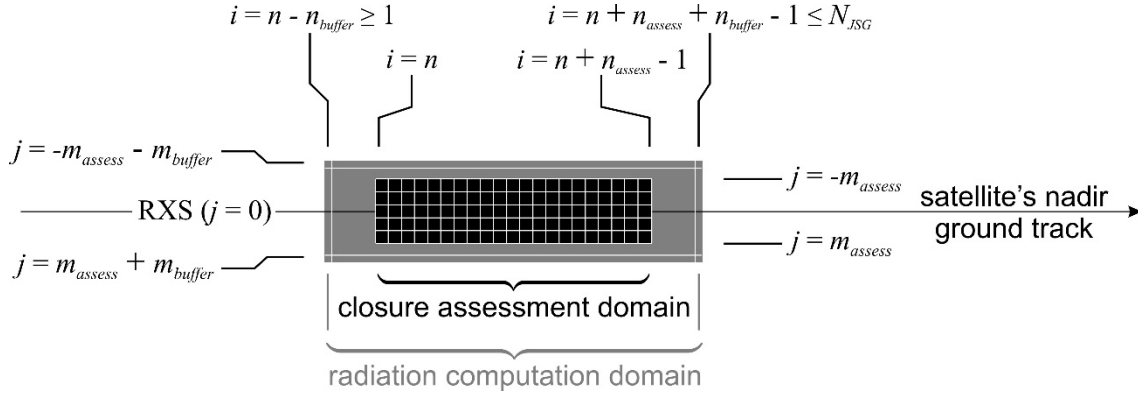 i = n - n_buffer ≥ 1
i = n + n_assess + n_buffer - 1 ≤ N_JSG
i = n
i = n + n_assess - 1
j = -m_assess - m_buffer
j = -m_assess
RXS (j = 0)
satellite's nadir
ground track
j = m_assess + m_buffer
j = m_assess
closure assessment domain
radiation computation domain